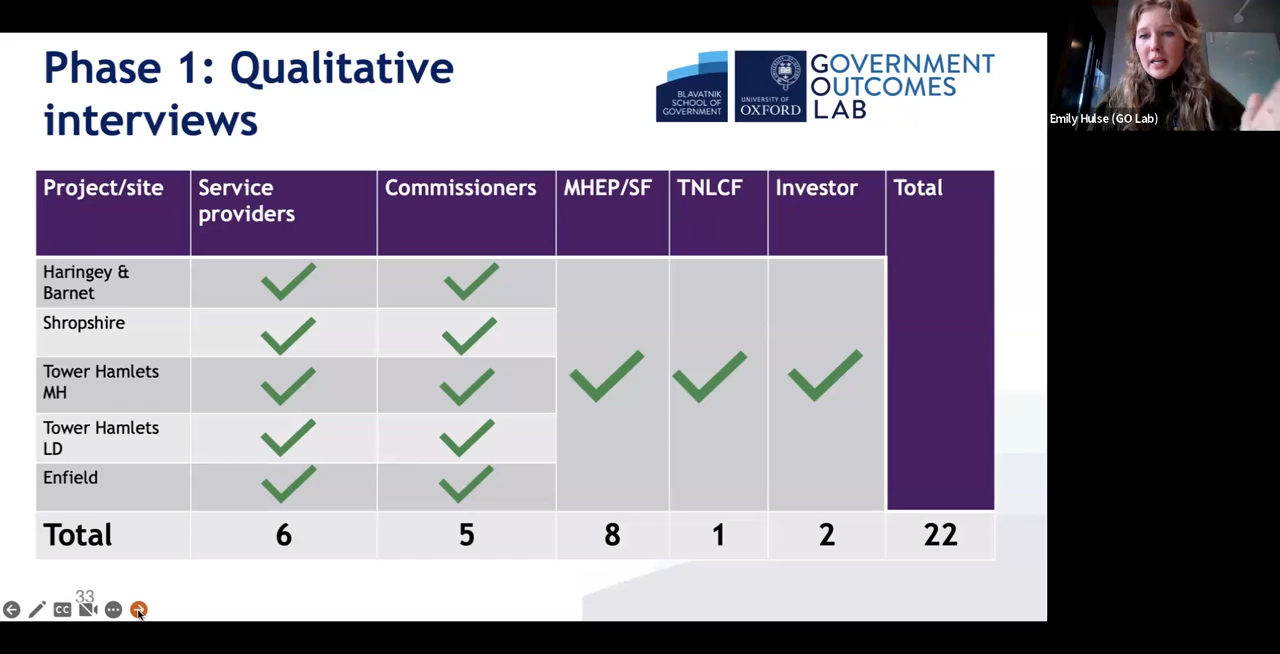 Phase 1: Qualitative
interviews
BLAVATNIK
SCHOOL OF
GOVERNMENT
UNIVERSITY OF
OXFORD
GOVERNMENT
OUTCOMES
LAB
Emily Hulse (GO Lab)
Project/site
Service
providers
Commissioners
MHEP/SF
TNLCF
Investor
Total
Haringey &
Barnet
Shropshire
Tower Hamlets
MH
Tower Hamlets
LD
Enfield
Total
6
5
8
1
2
22
33
CC